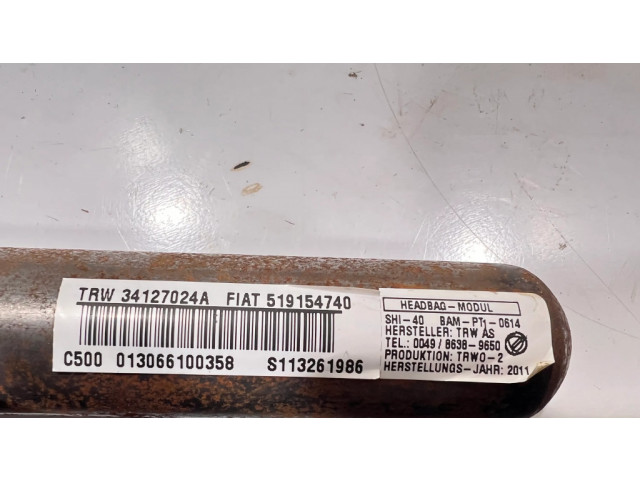 TRW 34127024A FIAT 519154740
C500 013066100358 S113261986
HEADBAG-MODUL
SHI-40 BAM-PT1-0614
HERSTELLER: TRW AS
TEL.: 0049/8638-9650
PRODUKTION: TRWO-2
HERSTELLUNGS-JAHR: 2011